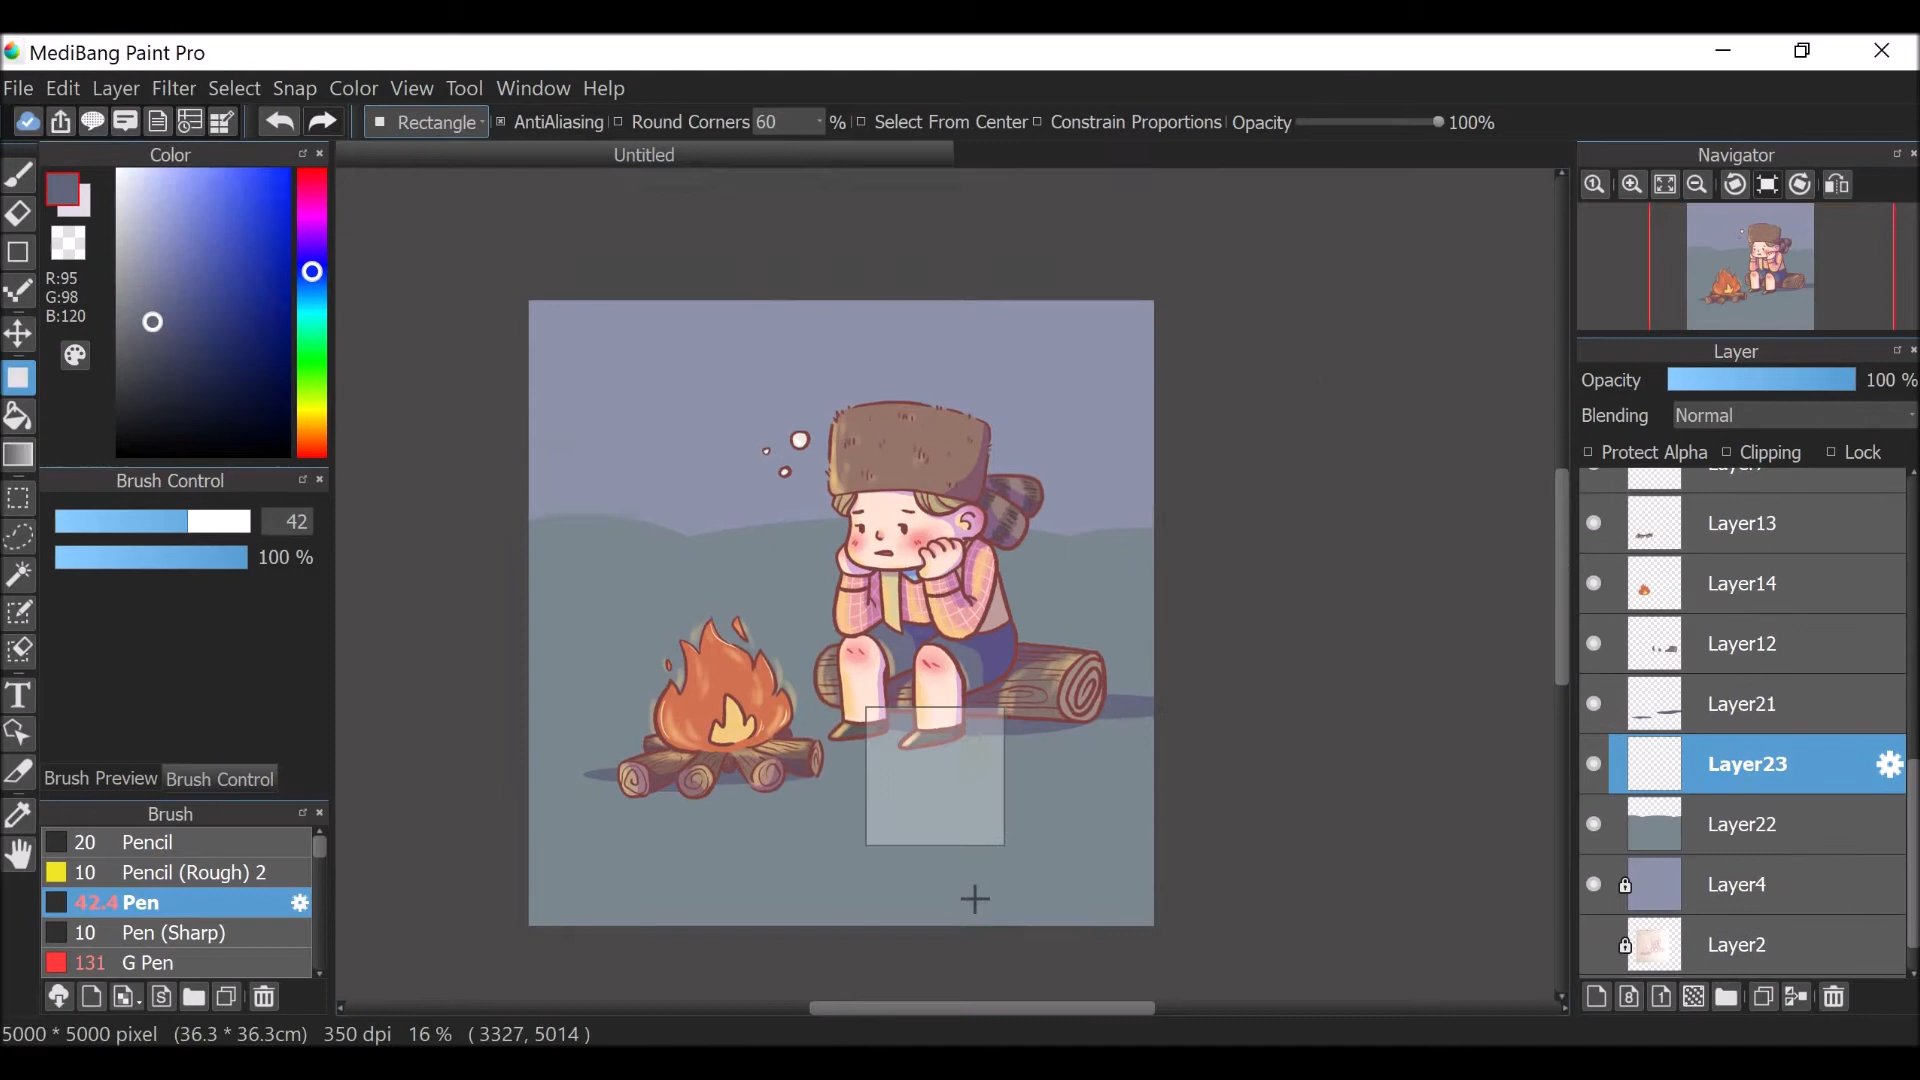 MediBang Paint Pro
File Edit Layer Filter Select Snap Color View Tool Window Help
Rectangle AntiAliasing Round Corners 60 % Select From Center Constrain Proportions Opacity 100%
Color
Untitled
Navigator
R:95
G:98
B:120
Layer
Opacity 100 %
Blending Normal
Protect Alpha Clipping Lock
Brush Control
42
100 %
Layer13
Layer14
Layer12
Layer21
Layer23
Layer22
Layer4
Layer2
Brush Preview Brush Control
Brush
20 Pencil
10 Pencil (Rough) 2
42.4 Pen
10 Pen (Sharp)
131 G Pen
5000 * 5000 pixel (36.3 * 36.3cm) 350 dpi 16 % ( 3327, 5014 )